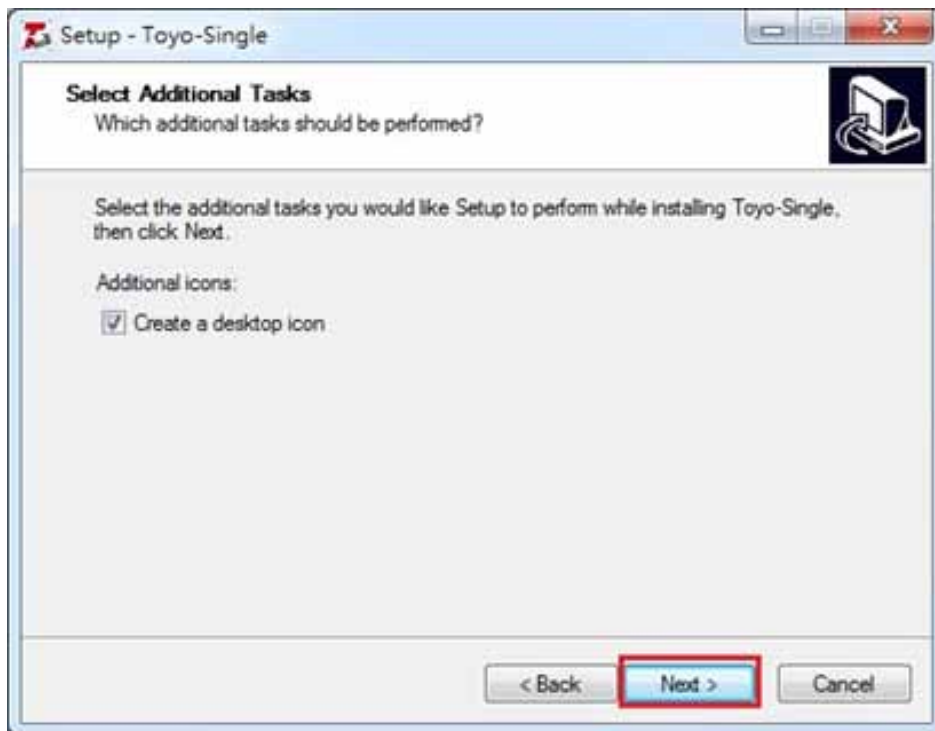 Setup - Toyo-Single
Select Additional Tasks
Which additional tasks should be performed?
Select the additional tasks you would like Setup to perform while installing Toyo-Single,
then click Next.
Additional icons:
Create a desktop icon
< Back
Next >
Cancel